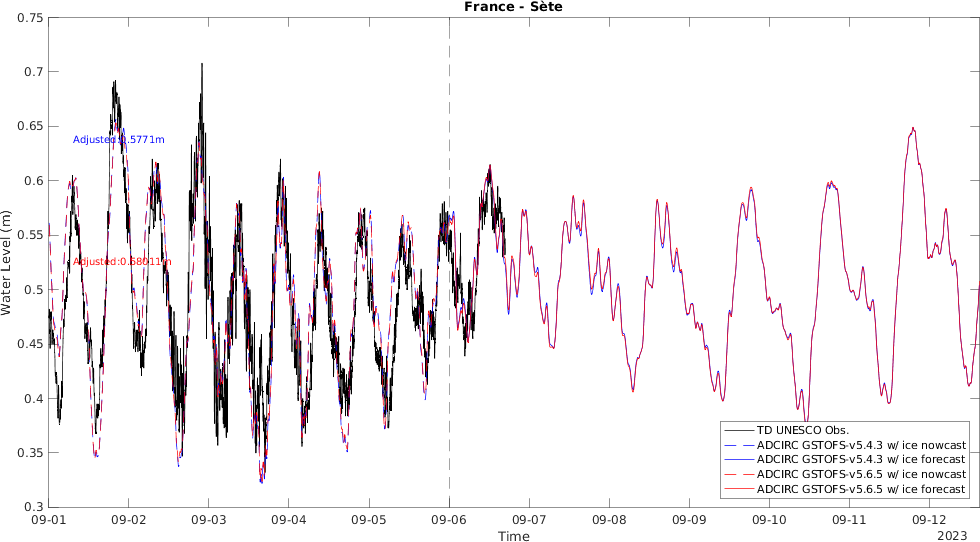 France - Sète
Water Level (m)
0.75
0.7
0.65
0.6
0.55
0.5
0.45
0.4
0.35
0.3
Adjusted:0.5771m
TD UNESCO Obs.
ADCIRC GSTOFS-v5.4.3 w/ ice nowcast
ADCIRC GSTOFS-v5.4.3 w/ ice forecast
ADCIRC GSTOFS-v5.6.5 w/ ice nowcast
ADCIRC GSTOFS-v5.6.5 w/ ice forecast
09-01 09-02 09-03 09-04 09-05 09-06 09-07 09-08 09-09 09-10 09-11 09-12
Time
2023